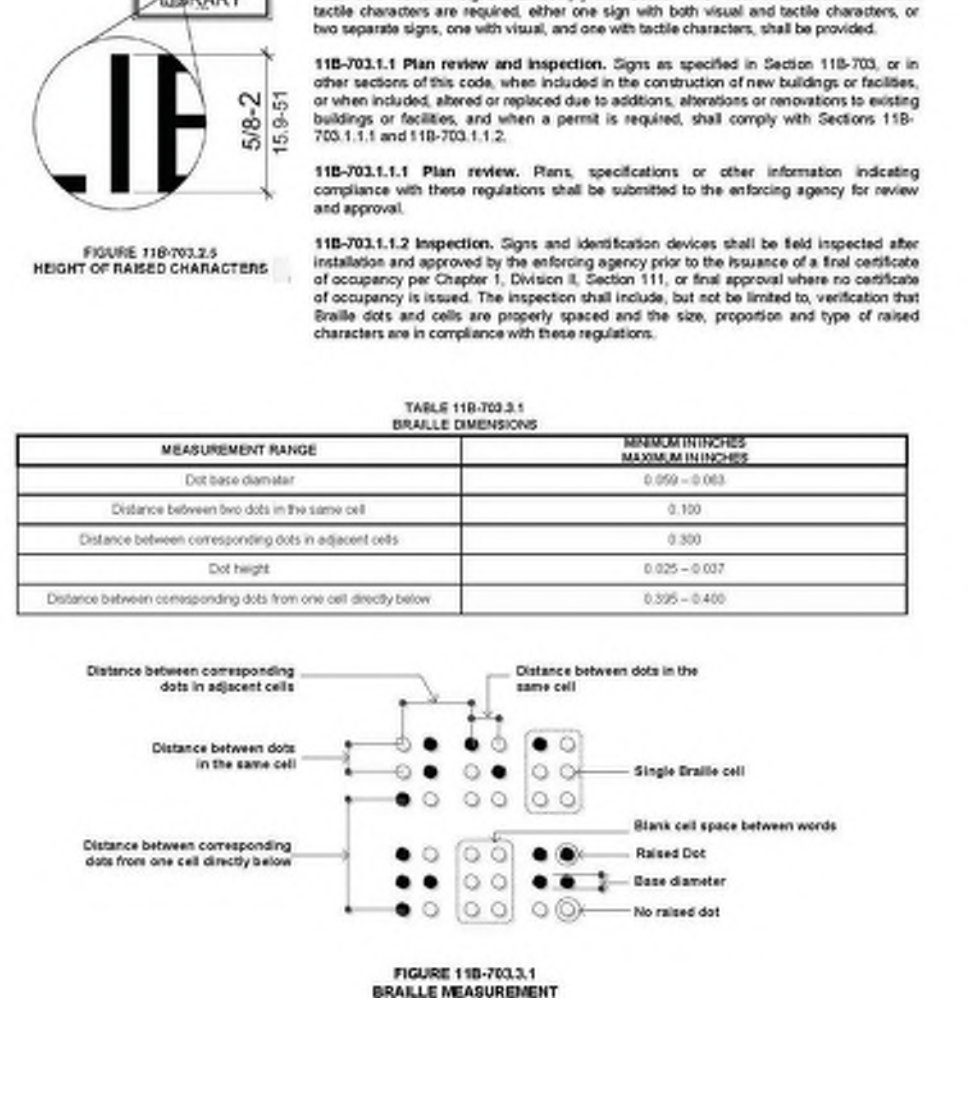 RARY
5/8-2
15.9-51
FIGURE 11B-703.2.5
HEIGHT OF RAISED CHARACTERS
tactile characters are required, either one sign with both visual and tactile characters, or
two separate signs, one with visual, and one with tactile characters, shall be provided.
11B-703.1.1 Plan review and inspection. Signs as specified in Section 11B-703, or in
other sections of this code, when included in the construction of new buildings or facilities,
or when included, altered or replaced due to additions, alterations or renovations to existing
buildings or facilities, and when a permit is required, shall comply with Sections 11B-
703.1.1.1 and 11B-703.1.1.2.
11B-703.1.1.1 Plan review. Plans, specifications or other information indicating
compliance with these regulations shall be submitted to the enforcing agency for review
and approval.
11B-703.1.1.2 Inspection. Signs and identification devices shall be field inspected after
installation and approved by the enforcing agency prior to the issuance of a final certificate
of occupancy per Chapter 1, Division II, Section 111, or final approval where no certificate
of occupancy is issued. The inspection shall include, but not be limited to, verification that
Braille dots and cells are properly spaced and the size, proportion and type of raised
characters are in compliance with these regulations.
TABLE 11B-703.3.1
BRAILLE DIMENSIONS
MEASUREMENT RANGE
MINIMUM IN INCHES
MAXIMUM IN INCHES
Dot base diameter
0.059 – 0.063
Distance between two dots in the same cell
0.100
Distance between corresponding dots in adjacent cells
0.300
Dot height
0.025 – 0.037
Distance between corresponding dots from one cell directly below
0.395 – 0.400
Distance between corresponding
dots in adjacent cells
Distance between dots in the
same cell
Distance between dots
in the same cell
Single Braille cell
Blank cell space between words
Distance between corresponding
dots from one cell directly below
Raised Dot
Base diameter
No raised dot
FIGURE 11B-703.3.1
BRAILLE MEASUREMENT